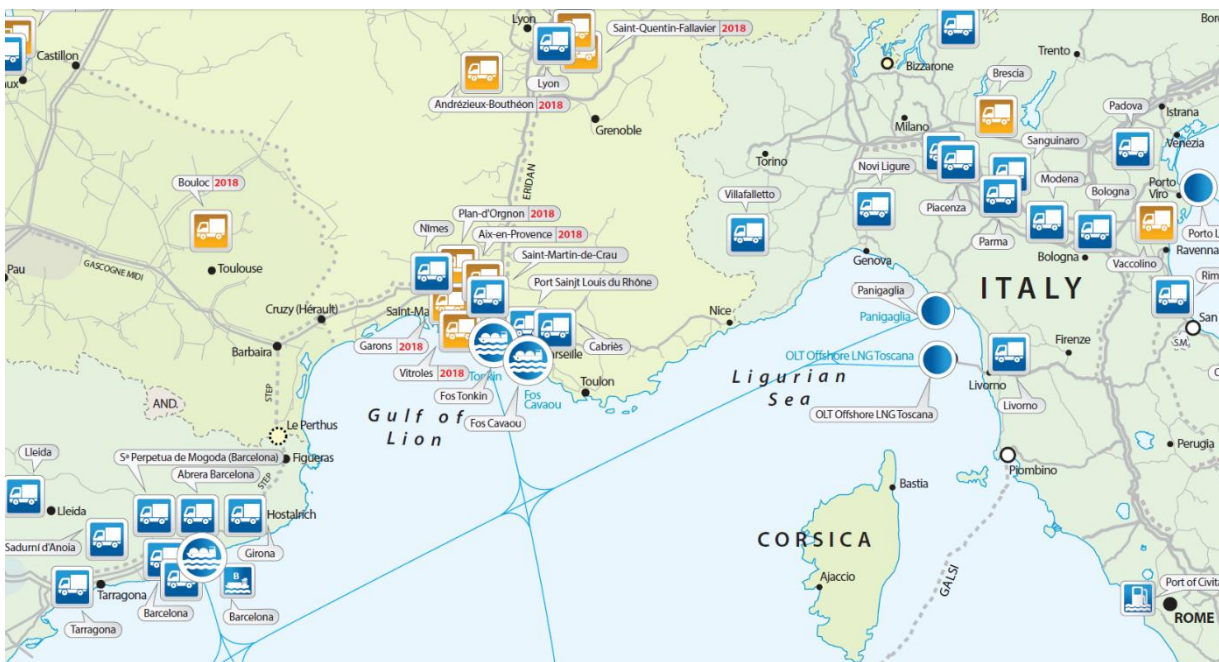 Lyon
Saint-Quentin-Fallavier 2018
Castillon
Lyon
Andrézieux-Bouthéon 2018
Grenoble
Bizzarone
Trento
Brescia
Padova
Istrana
Venezia
Milano
Sanguinaro
Torino
Novi Ligure
Modena
Bologna
Porto
Viro
Villafalletto
Piacenza
Parma
Bologna
Vaccolino
Ravenna
Genova
ERIDAN
Bouloc 2018
Plan-d'Orgnon 2018
Nîmes
Aix-en-Provence 2018
Saint-Martin-de-Crau
Port Sainjt Louis du Rhône
Pau
GASCOGNE MIDI
Toulouse
Cruzy (Hérault)
Garons 2018
Vitroles 2018
Cabriès
Nice
Toulon
Tonkin
Fos Tonkin
Fos
Cavaou
Fos Cavaou
Barbaira
STEP
AND.
Le Perthus
Figueras
STEP
Gulf of
Lion
Ligurian
Sea
Panigaglia
Panigaglia
OLT Offshore LNG Toscana
OLT Offshore LNG Toscana
ITALY
Firenze
Livorno
Livorno
San
S.M.
Perugia
Piombino
Bastia
CORSICA
Ajaccio
GALSI
ROME
Lleida
Lleida
Sª Perpetua de Mogoda (Barcelona)
Abrera Barcelona
Hostalrich
Girona
Sadurní d'Anoia
Tarragona
Tarragona
Barcelona
B
Barcelona